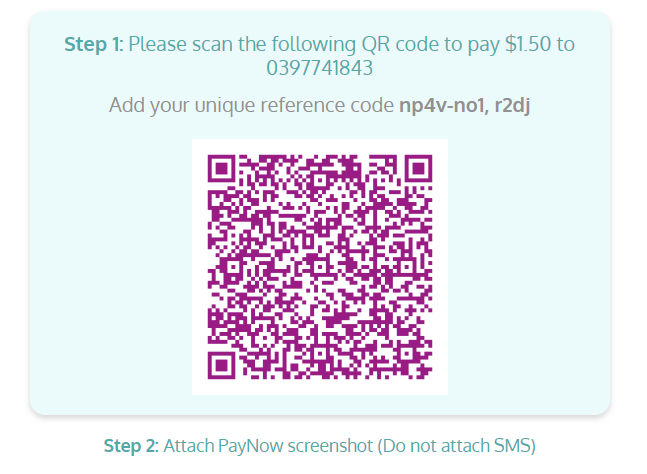 Step 1: Please scan the following QR code to pay $1.50 to
0397741843
Add your unique reference code np4v-no1, r2dj
Step 2: Attach PayNow screenshot (Do not attach SMS)